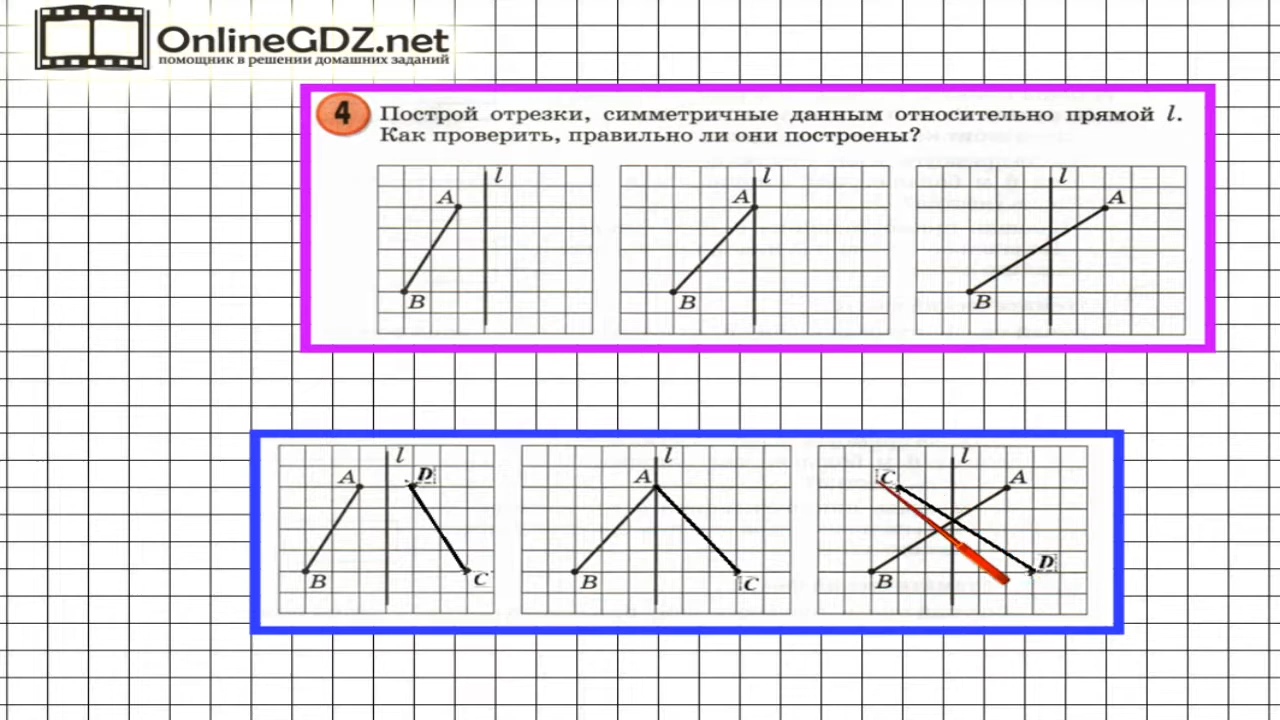 OnlineGDZ.net
помощник в решении домашних заданий
4 Построй отрезки, симметричные данным относительно прямой l.
Как проверить, правильно ли они построены?
l
A
B
l
A
B
l
A
B
l
A
D
B
C
l
A
B
C
l
C
A
B
D